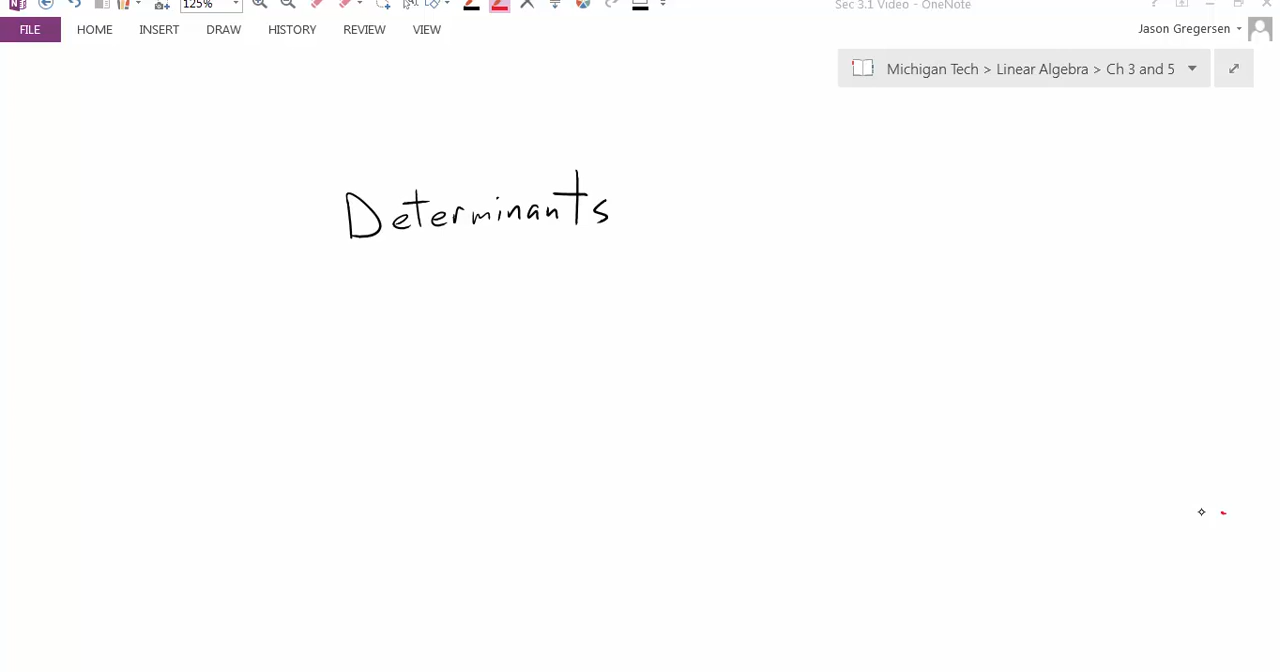 125%
Sec 3.1 Video - OneNote
?
FILE HOME INSERT DRAW HISTORY REVIEW VIEW
Jason Gregersen
Michigan Tech > Linear Algebra > Ch 3 and 5
Determinants